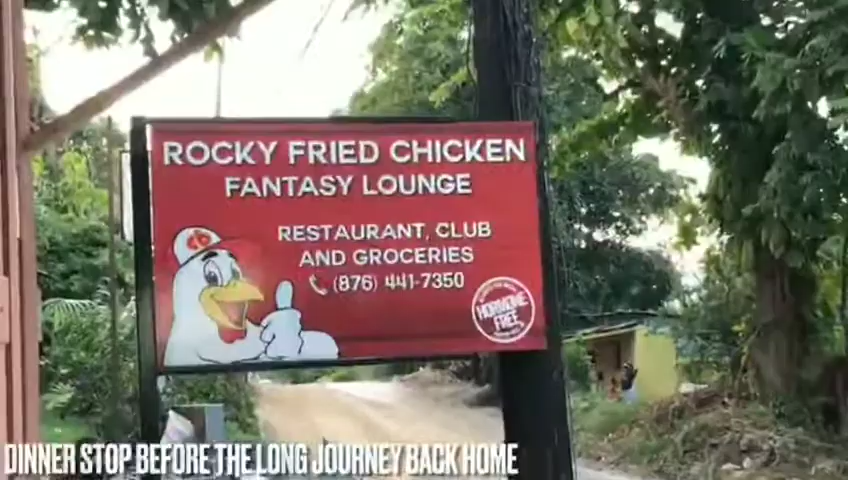 ROCKY FRIED CHICKEN
FANTASY LOUNGE
RESTAURANT, CLUB
AND GROCERIES
(876) 441-7350
HORMONE
FREE
DINNER STOP BEFORE THE LONG JOURNEY BACK HOME